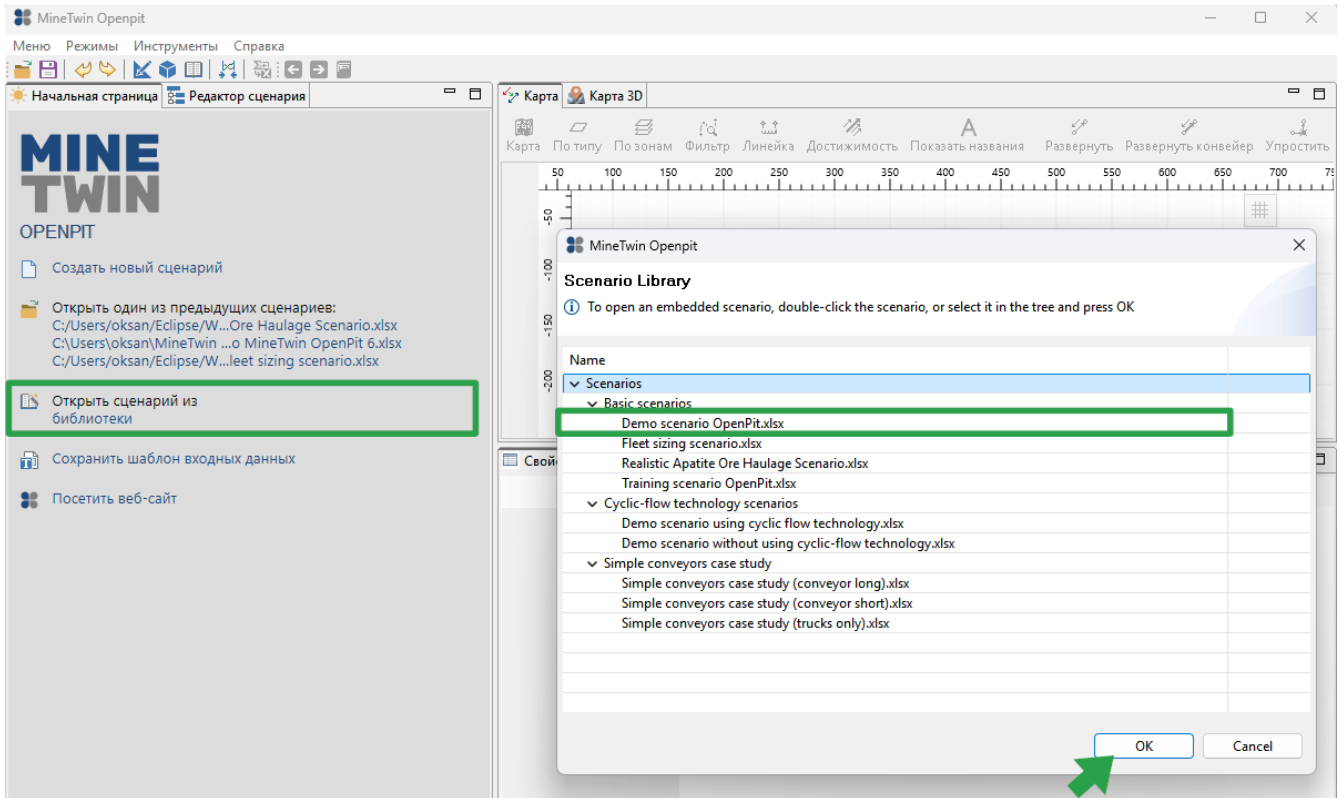 MineTwin Openpit
Меню Режимы Инструменты Справка
Начальная страница Редактор сценария
Карта Карта 3D
Карта По типу По зонам Фильтр Линейка Достижимость Показать названия Развернуть Развернуть конвейер Упростить
50 100 150 200 250 300 350 400 450 500 550 600 650 700
-50
-100
-150
-200
MINE
TWIN
OPENPIT
Создать новый сценарий
Открыть один из предыдущих сценариев:
C:/Users/oksan/Eclipse/W...Ore Haulage Scenario.xlsx
C:\Users\oksan\MineTwin ...o MineTwin OpenPit 6.xlsx
C:/Users/oksan/Eclipse/W...leet sizing scenario.xlsx
Открыть сценарий из
библиотеки
Сохранить шаблон входных данных
Посетить веб-сайт
Свой
MineTwin Openpit
Scenario Library
To open an embedded scenario, double-click the scenario, or select it in the tree and press OK
Name
Scenarios
Basic scenarios
Demo scenario OpenPit.xlsx
Fleet sizing scenario.xlsx
Realistic Apatite Ore Haulage Scenario.xlsx
Training scenario OpenPit.xlsx
Cyclic-flow technology scenarios
Demo scenario using cyclic flow technology.xlsx
Demo scenario without using cyclic-flow technology.xlsx
Simple conveyors case study
Simple conveyors case study (conveyor long).xlsx
Simple conveyors case study (conveyor short).xlsx
Simple conveyors case study (trucks only).xlsx
OK Cancel